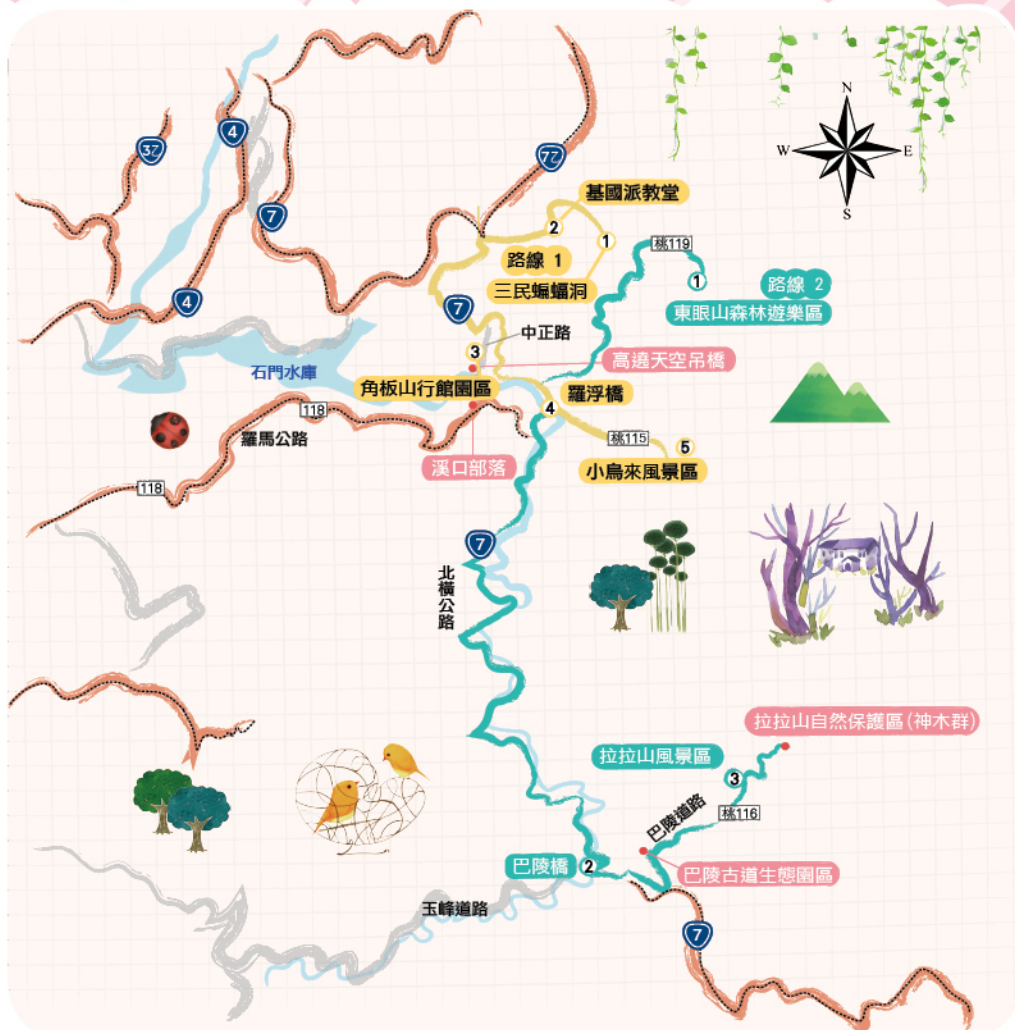 N
W
E
S
4
3乙
7乙
7
基國派教堂
2
1
桃119
路線 1
三民蝙蝠洞
1
路線 2
東眼山森林遊樂區
4
7
中正路
3
高遶天空吊橋
石門水庫
角板山行館園區
羅浮橋
4
118
羅馬公路
桃115
5
小烏來風景區
溪口部落
118
7
北橫公路
拉拉山自然保護區(神木群)
拉拉山風景區
3
桃116
巴陵道路
巴陵橋
2
巴陵古道生態園區
玉峰道路
7